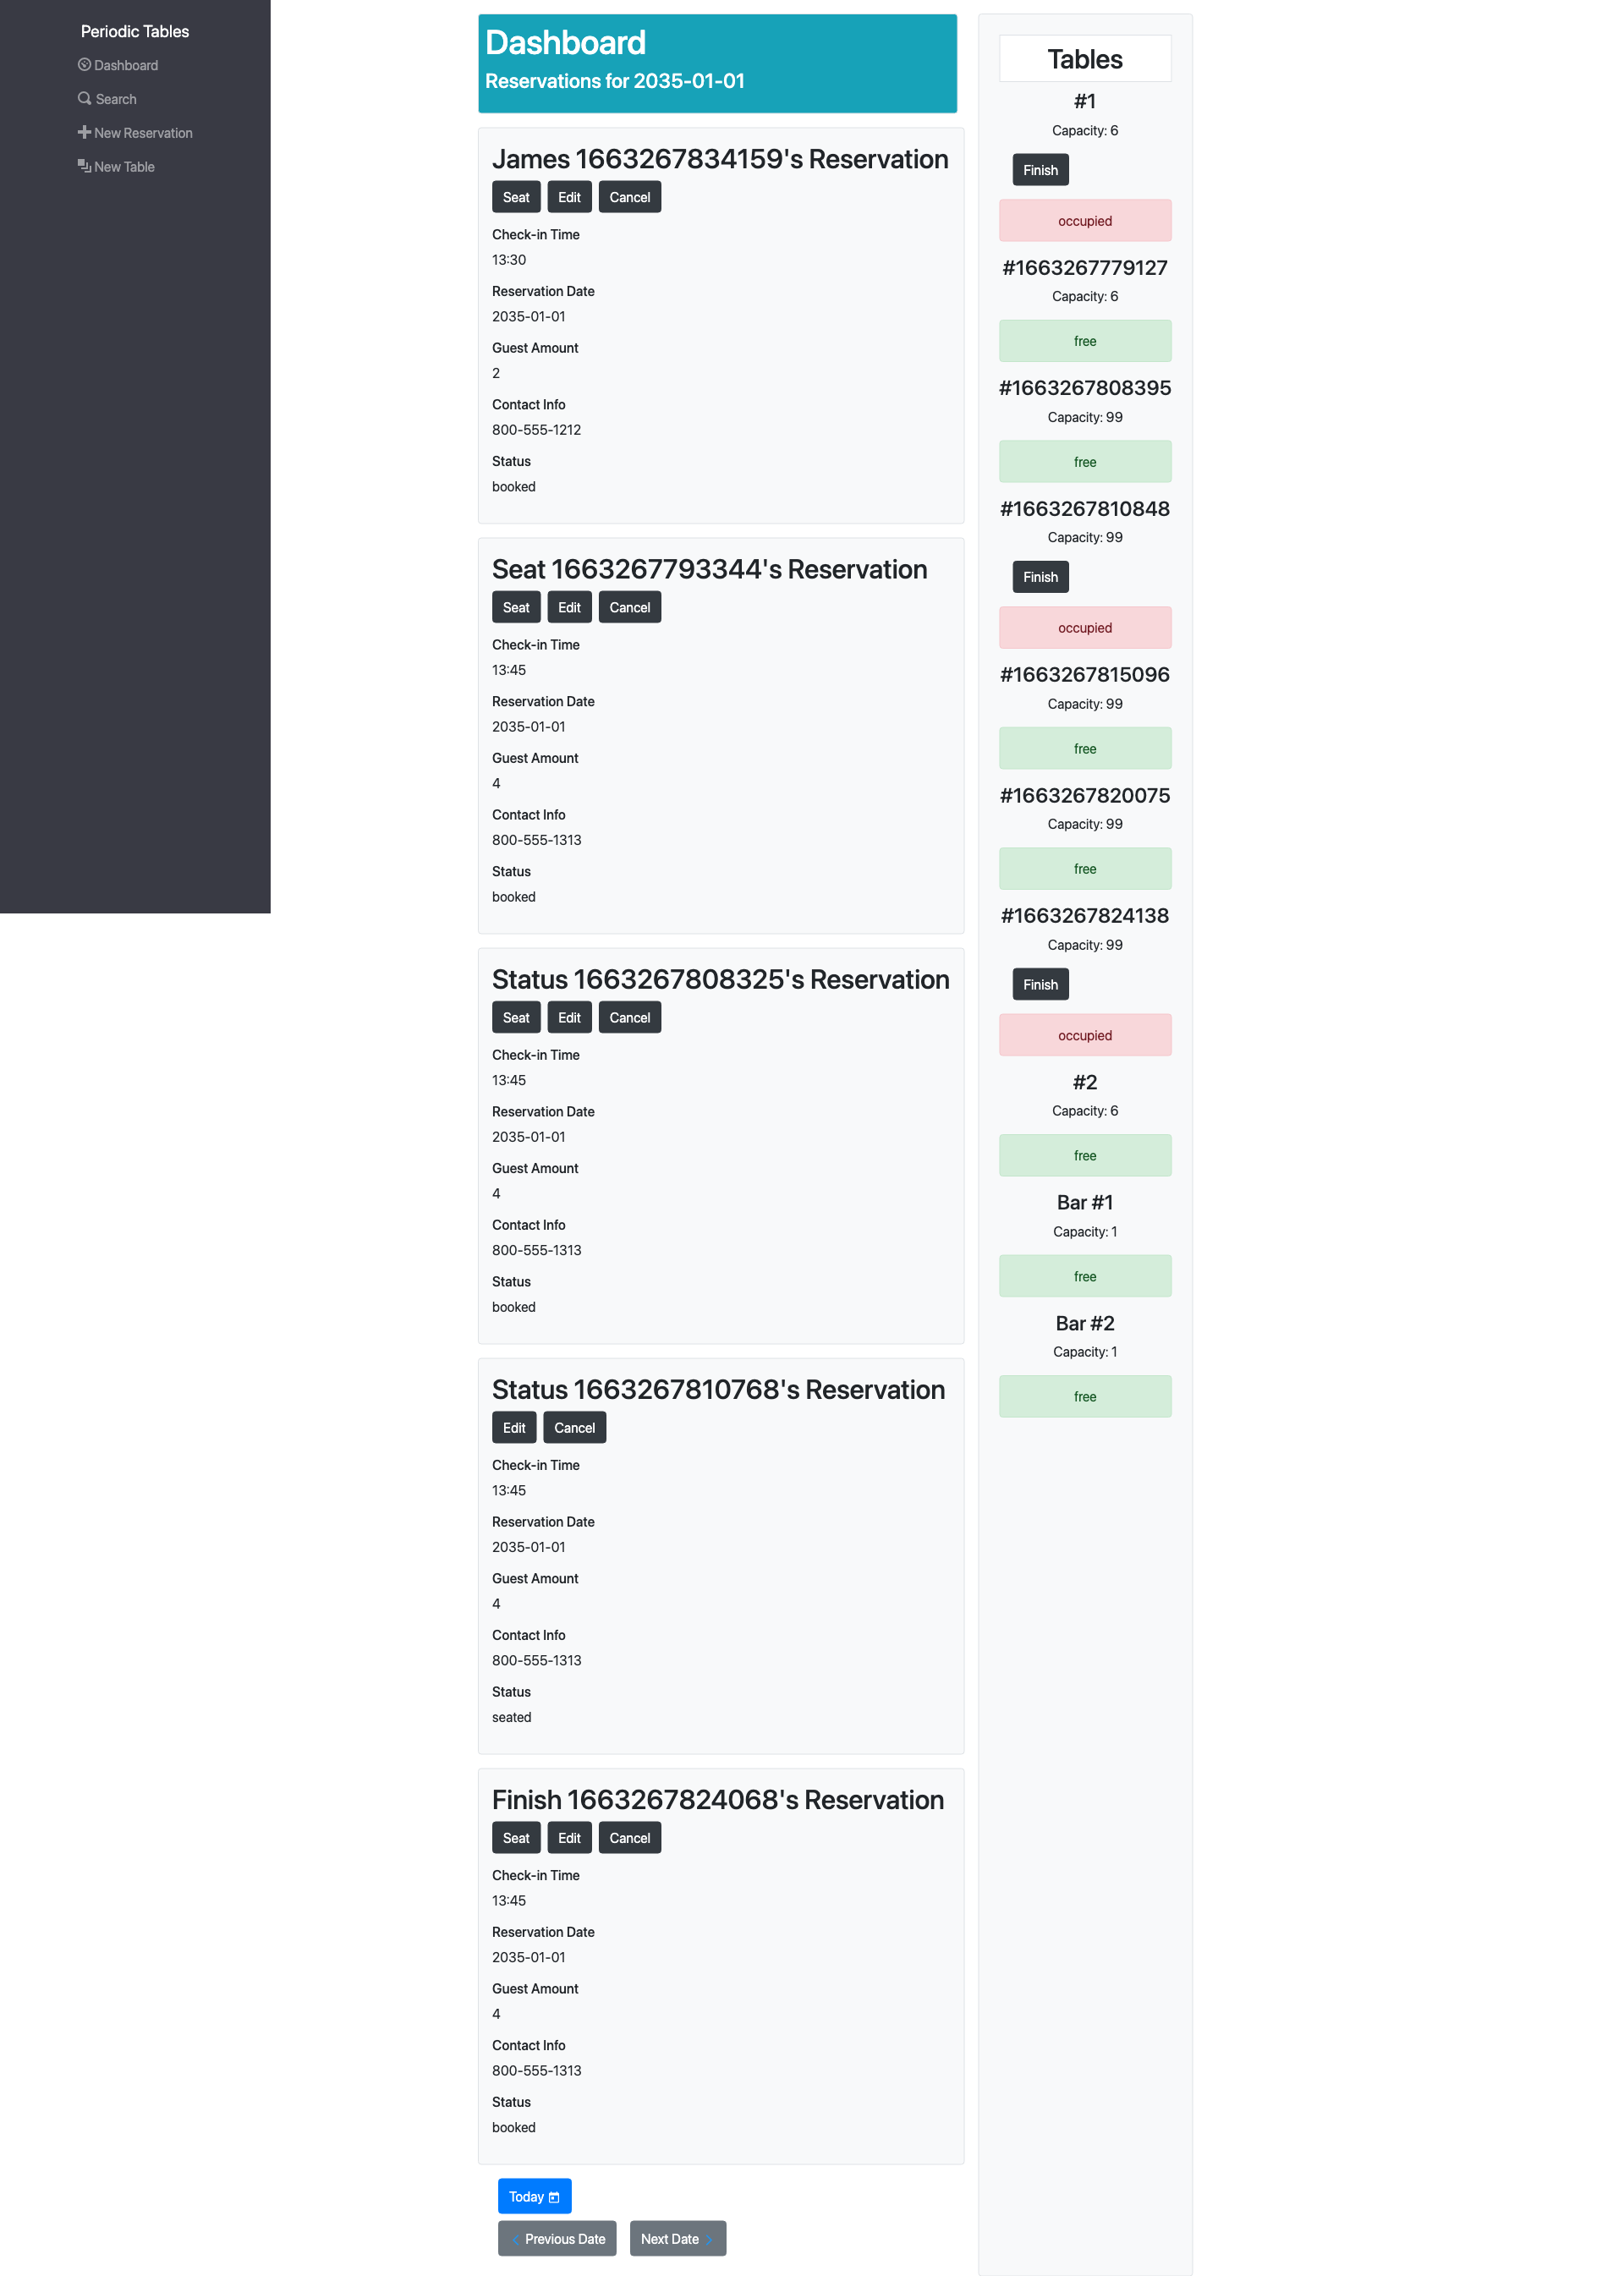 Periodic Tables
Dashboard
Search
New Reservation
New Table
Dashboard
Reservations for 2035-01-01
James 1663267834159's Reservation
Seat Edit Cancel
Check-in Time
13:30
Reservation Date
2035-01-01
Guest Amount
2
Contact Info
800-555-1212
Status
booked
Seat 1663267793344's Reservation
Seat Edit Cancel
Check-in Time
13:45
Reservation Date
2035-01-01
Guest Amount
4
Contact Info
800-555-1313
Status
booked
Status 1663267808325's Reservation
Seat Edit Cancel
Check-in Time
13:45
Reservation Date
2035-01-01
Guest Amount
4
Contact Info
800-555-1313
Status
booked
Status 1663267810768's Reservation
Edit Cancel
Check-in Time
13:45
Reservation Date
2035-01-01
Guest Amount
4
Contact Info
800-555-1313
Status
seated
Finish 1663267824068's Reservation
Seat Edit Cancel
Check-in Time
13:45
Reservation Date
2035-01-01
Guest Amount
4
Contact Info
800-555-1313
Status
booked
Today
Previous Date Next Date
Tables
#1
Capacity: 6
Finish
occupied
#1663267779127
Capacity: 6
free
#1663267808395
Capacity: 99
free
#1663267810848
Capacity: 99
Finish
occupied
#1663267815096
Capacity: 99
free
#1663267820075
Capacity: 99
free
#1663267824138
Capacity: 99
Finish
occupied
#2
Capacity: 6
free
Bar #1
Capacity: 1
free
Bar #2
Capacity: 1
free